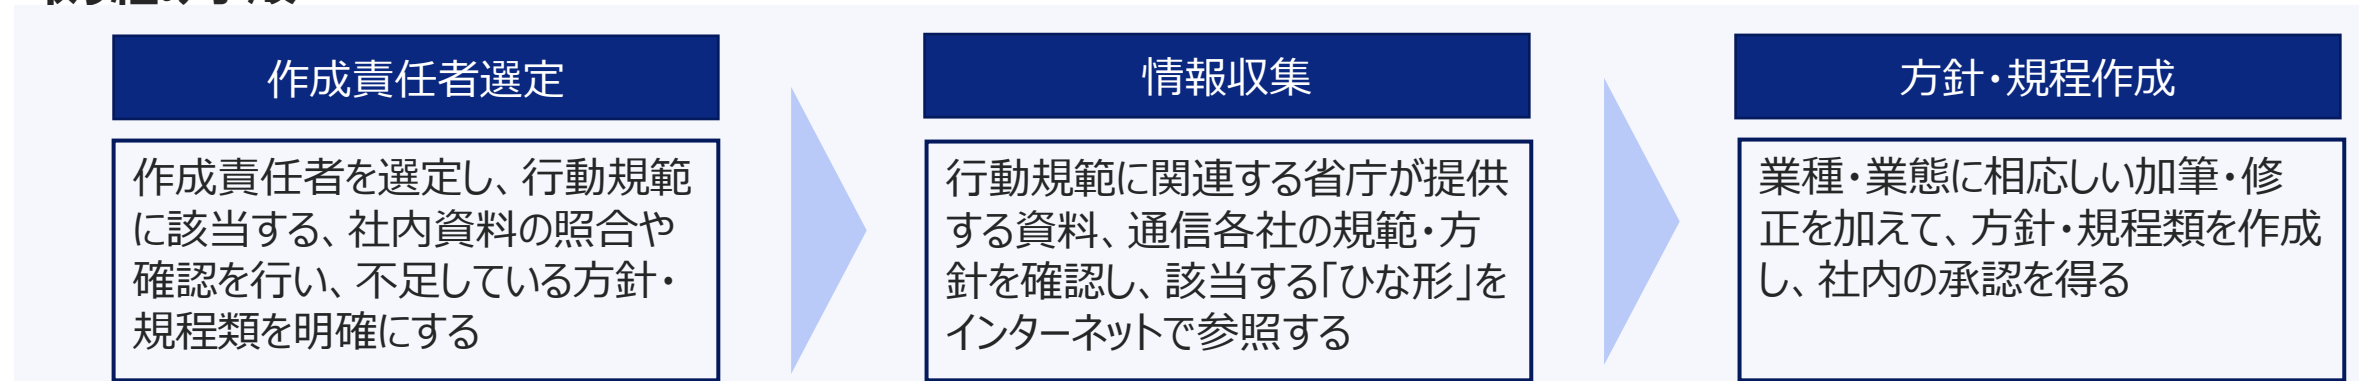 作成責任者選定
作成責任者を選定し、行動規範
に該当する、社内資料の照合や
確認を行い、不足している方針・
規程類を明確にする
情報収集
行動規範に関連する省庁が提供
する資料、通信各社の規範・方
針を確認し、該当する「ひな形」を
インターネットで参照する
方針・規程作成
業種・業態に相応しい加筆・修
正を加えて、方針・規程類を作成
し、社内の承認を得る